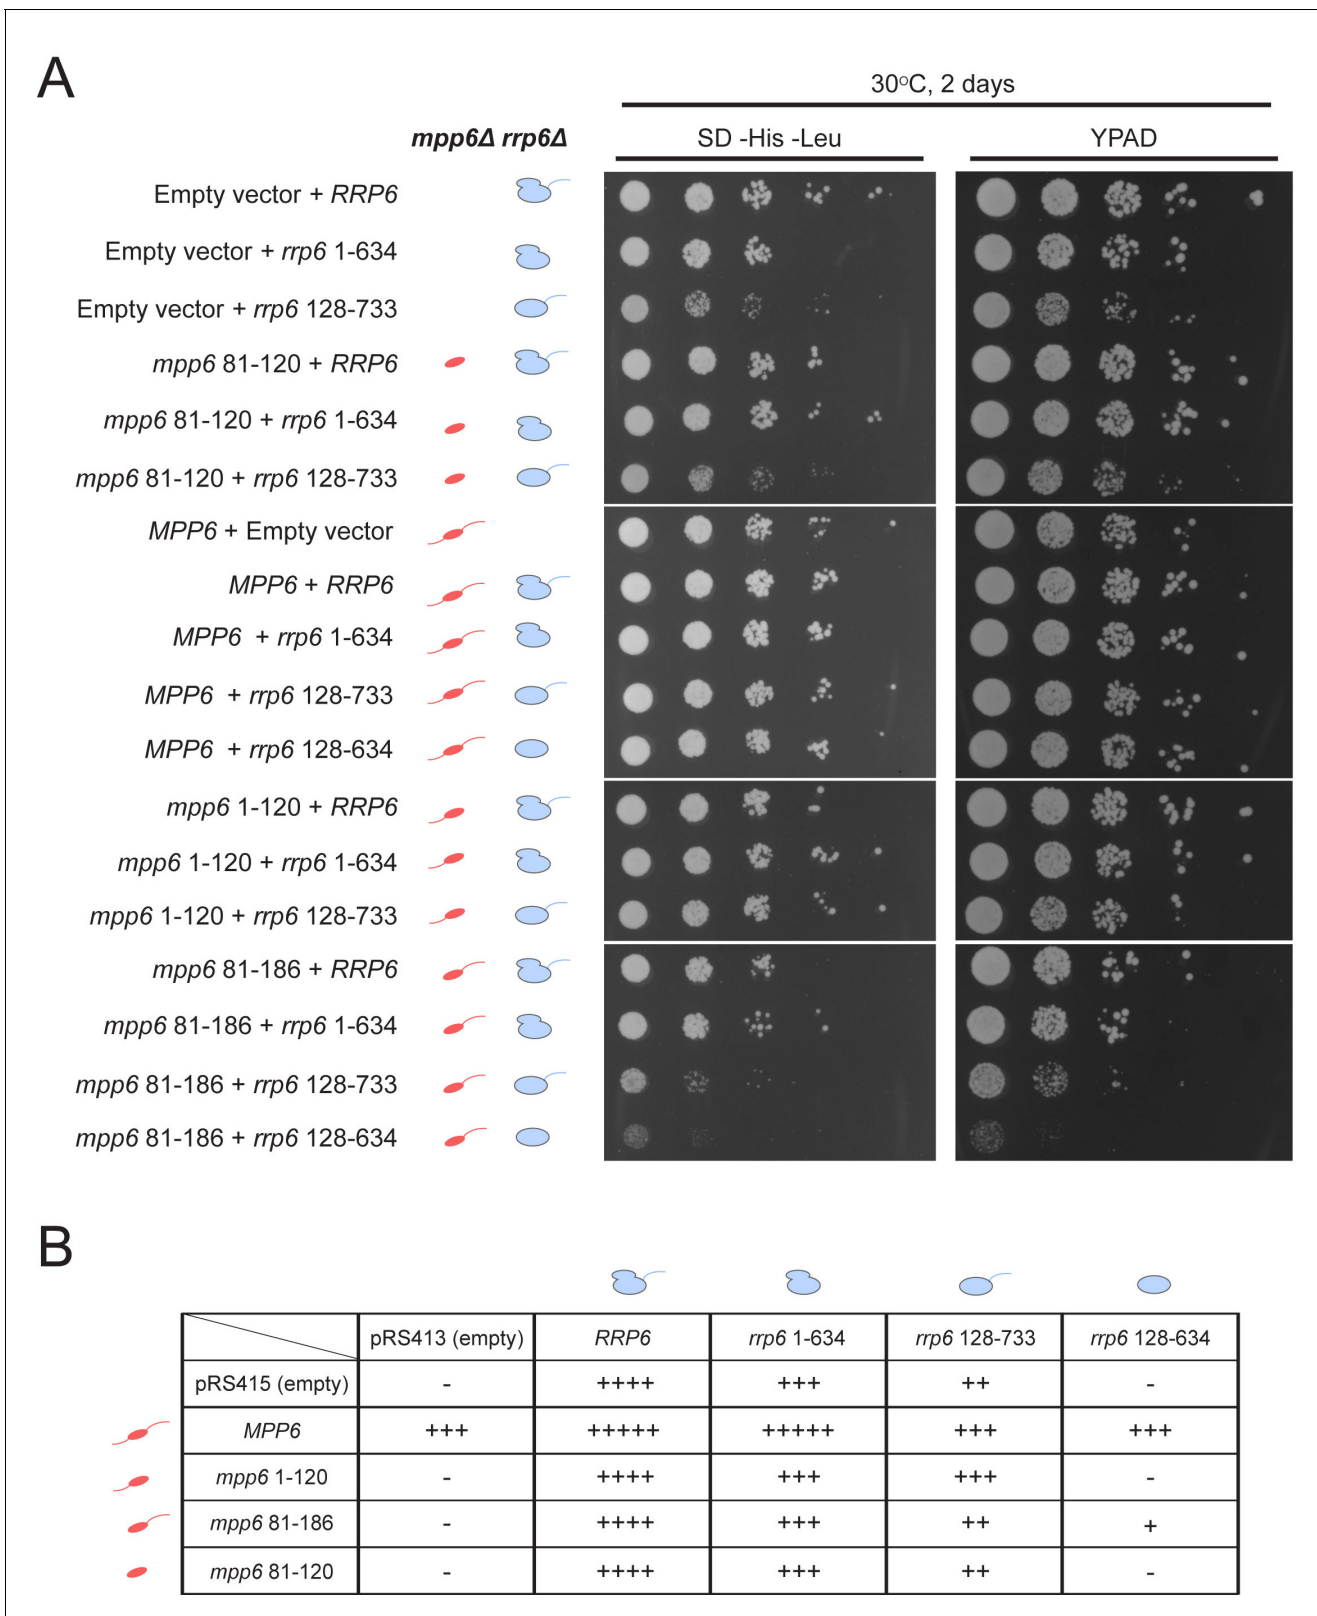 A
30°C, 2 days
mpp6Δ rrp6Δ
SD -His -Leu
YPAD
Empty vector + RRP6
Empty vector + rrp6 1-634
Empty vector + rrp6 128-733
mpp6 81-120 + RRP6
mpp6 81-120 + rrp6 1-634
mpp6 81-120 + rrp6 128-733
MPP6 + Empty vector
MPP6 + RRP6
MPP6 + rrp6 1-634
MPP6 + rrp6 128-733
MPP6 + rrp6 128-634
mpp6 1-120 + RRP6
mpp6 1-120 + rrp6 1-634
mpp6 1-120 + rrp6 128-733
mpp6 81-186 + RRP6
mpp6 81-186 + rrp6 1-634
mpp6 81-186 + rrp6 128-733
mpp6 81-186 + rrp6 128-634
B
pRS413 (empty) RRP6 rrp6 1-634 rrp6 128-733 rrp6 128-634
pRS415 (empty) - ++++ +++ ++ -
MPP6 +++ +++++ +++++ +++ +++
mpp6 1-120 - ++++ +++ +++ -
mpp6 81-186 - ++++ +++ ++ +
mpp6 81-120 - ++++ +++ ++ -